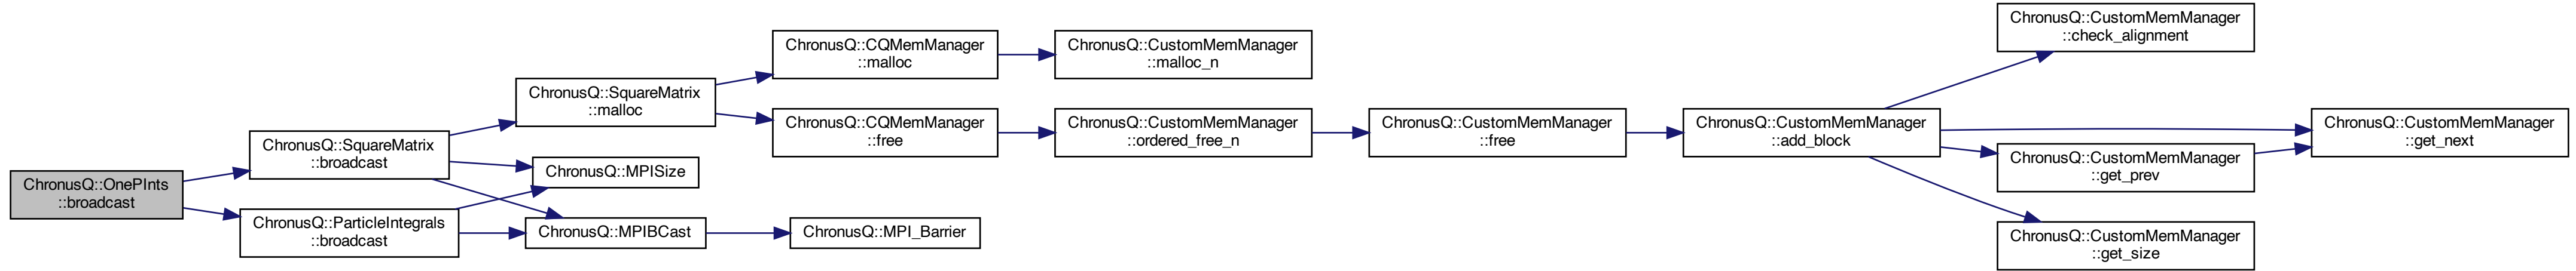 ChronusQ::OnePInts
::broadcast
ChronusQ::SquareMatrix
::broadcast
ChronusQ::ParticleIntegrals
::broadcast
ChronusQ::SquareMatrix
::malloc
ChronusQ::MPISize
ChronusQ::MPIBCast
ChronusQ::CQMemManager
::malloc
ChronusQ::CQMemManager
::free
ChronusQ::MPI_Barrier
ChronusQ::CustomMemManager
::malloc_n
ChronusQ::CustomMemManager
::ordered_free_n
ChronusQ::CustomMemManager
::free
ChronusQ::CustomMemManager
::add_block
ChronusQ::CustomMemManager
::check_alignment
ChronusQ::CustomMemManager
::get_prev
ChronusQ::CustomMemManager
::get_size
ChronusQ::CustomMemManager
::get_next